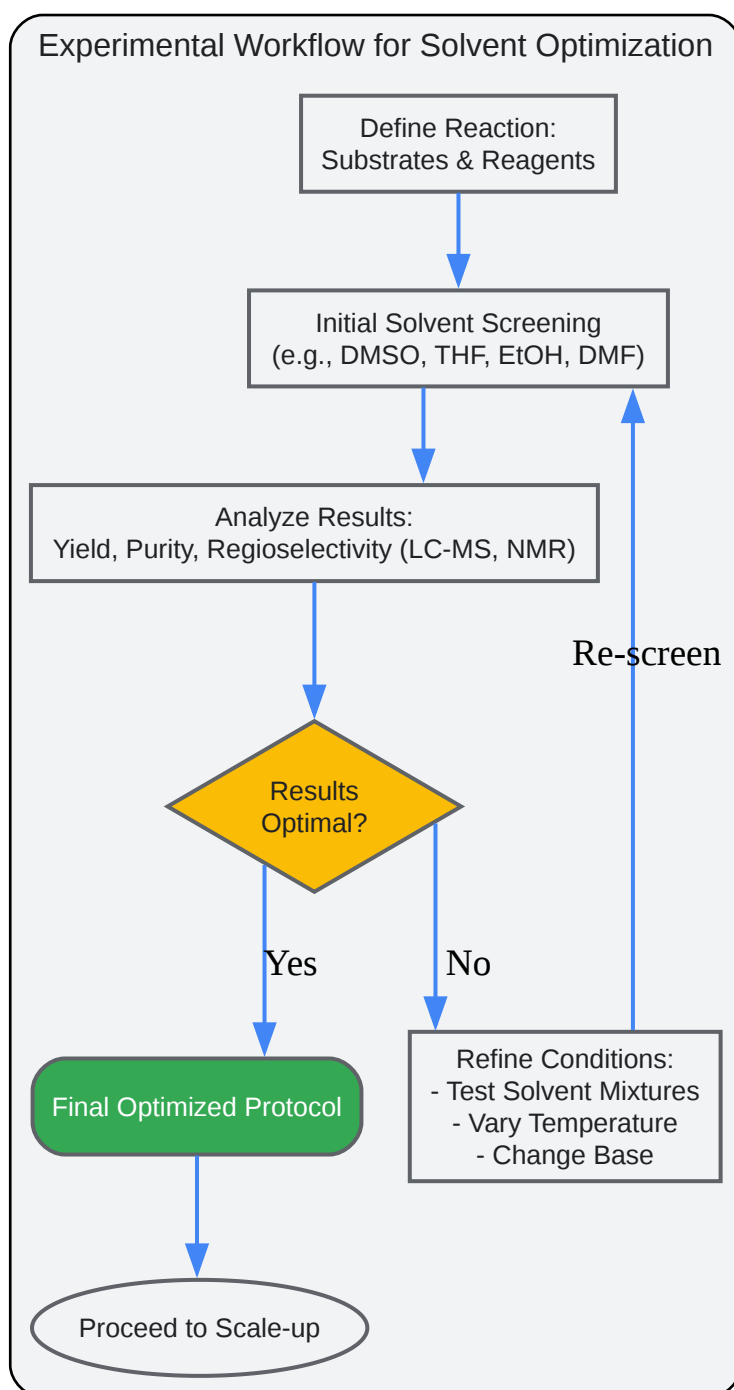 Experimental Workflow for Solvent Optimization
Define Reaction:
Substrates & Reagents
Initial Solvent Screening
(e.g., DMSO, THF, EtOH, DMF)
Analyze Results:
Yield, Purity, Regioselectivity (LC-MS, NMR)
Re-screen
Results
Optimal?
Yes
No
Final Optimized Protocol
Refine Conditions:
- Test Solvent Mixtures
- Vary Temperature
- Change Base
Proceed to Scale-up